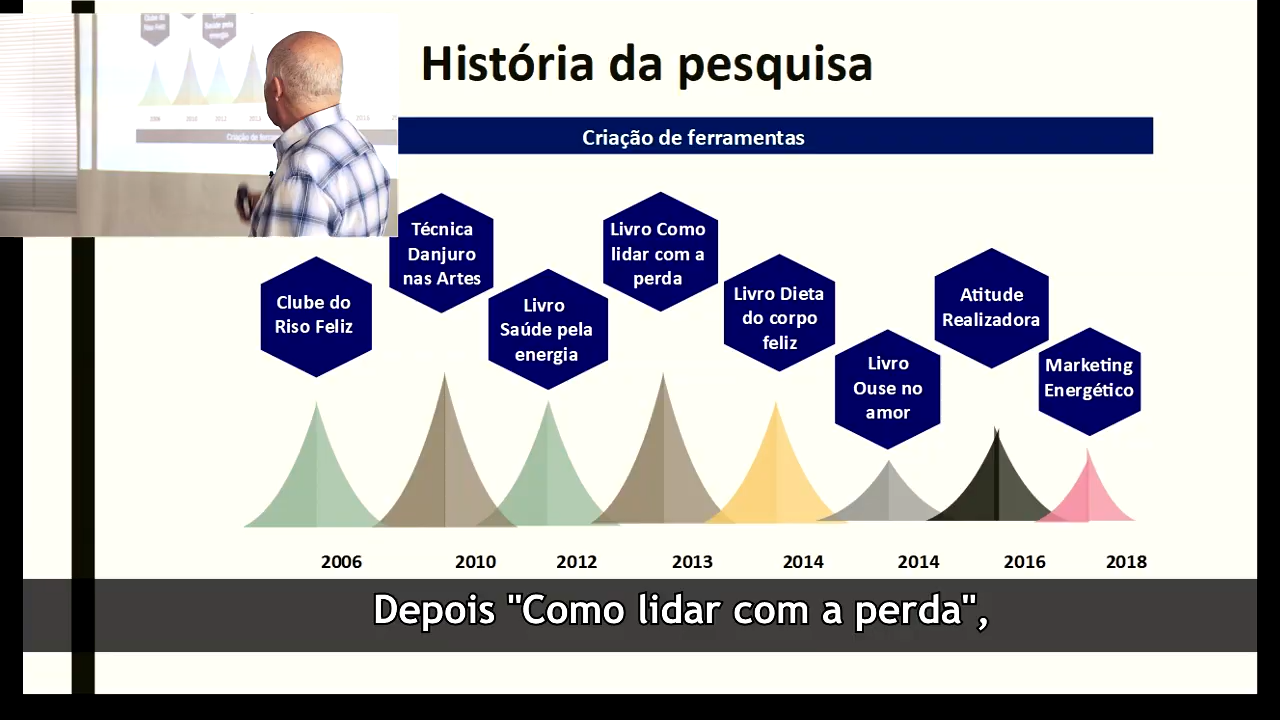 História da pesquisa
Criação de ferramentas
Clube do
Riso Feliz
Técnica
Danjuro
nas Artes
Livro
Saúde pela
energia
Livro Como
lidar com a
perda
Livro Dieta
do corpo
feliz
Livro
Ouse no
amor
Atitude
Realizadora
Marketing
Energético
2006
2010
2012
2013
2014
2014
2016
2018
Depois "Como lidar com a perda",